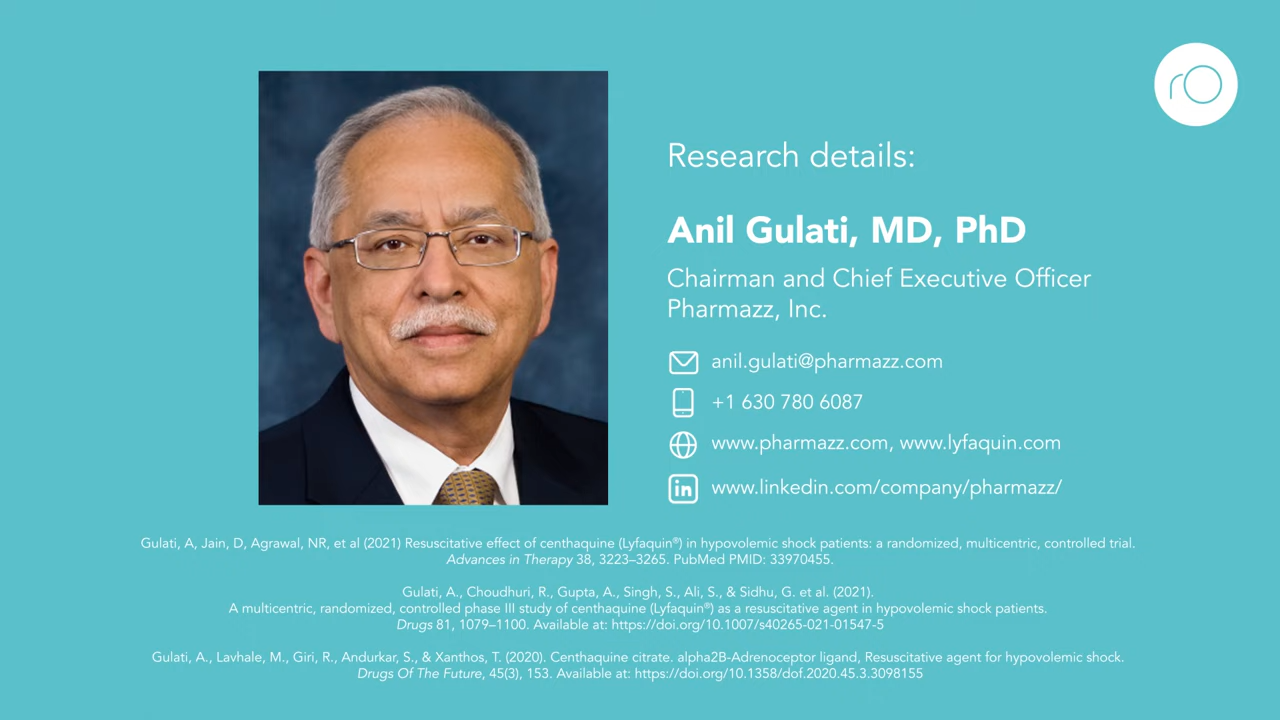 rO
Research details:
Anil Gulati, MD, PhD
Chairman and Chief Executive Officer
Pharmazz, Inc.
anil.gulati@pharmazz.com
+1 630 780 6087
www.pharmazz.com, www.lyfaquin.com
in www.linkedin.com/company/pharmazz/
Gulati, A, Jain, D, Agrawal, NR, et al (2021) Resuscitative effect of centhaquine (Lyfaquin®) in hypovolemic shock patients: a randomized, multicentric, controlled trial.
Advances in Therapy 38, 3223–3265. PubMed PMID: 33970455.
Gulati, A., Choudhuri, R., Gupta, A., Singh, S., Ali, S., & Sidhu, G. et al. (2021).
A multicentric, randomized, controlled phase III study of centhaquine (Lyfaquin®) as a resuscitative agent in hypovolemic shock patients.
Drugs 81, 1079–1100. Available at: https://doi.org/10.1007/s40265-021-01547-5
Gulati, A., Lavhale, M., Giri, R., Andurkar, S., & Xanthos, T. (2020). Centhaquine citrate. alpha2B-Adrenoceptor ligand, Resuscitative agent for hypovolemic shock.
Drugs Of The Future, 45(3), 153. Available at: https://doi.org/10.1358/dof.2020.45.3.3098155